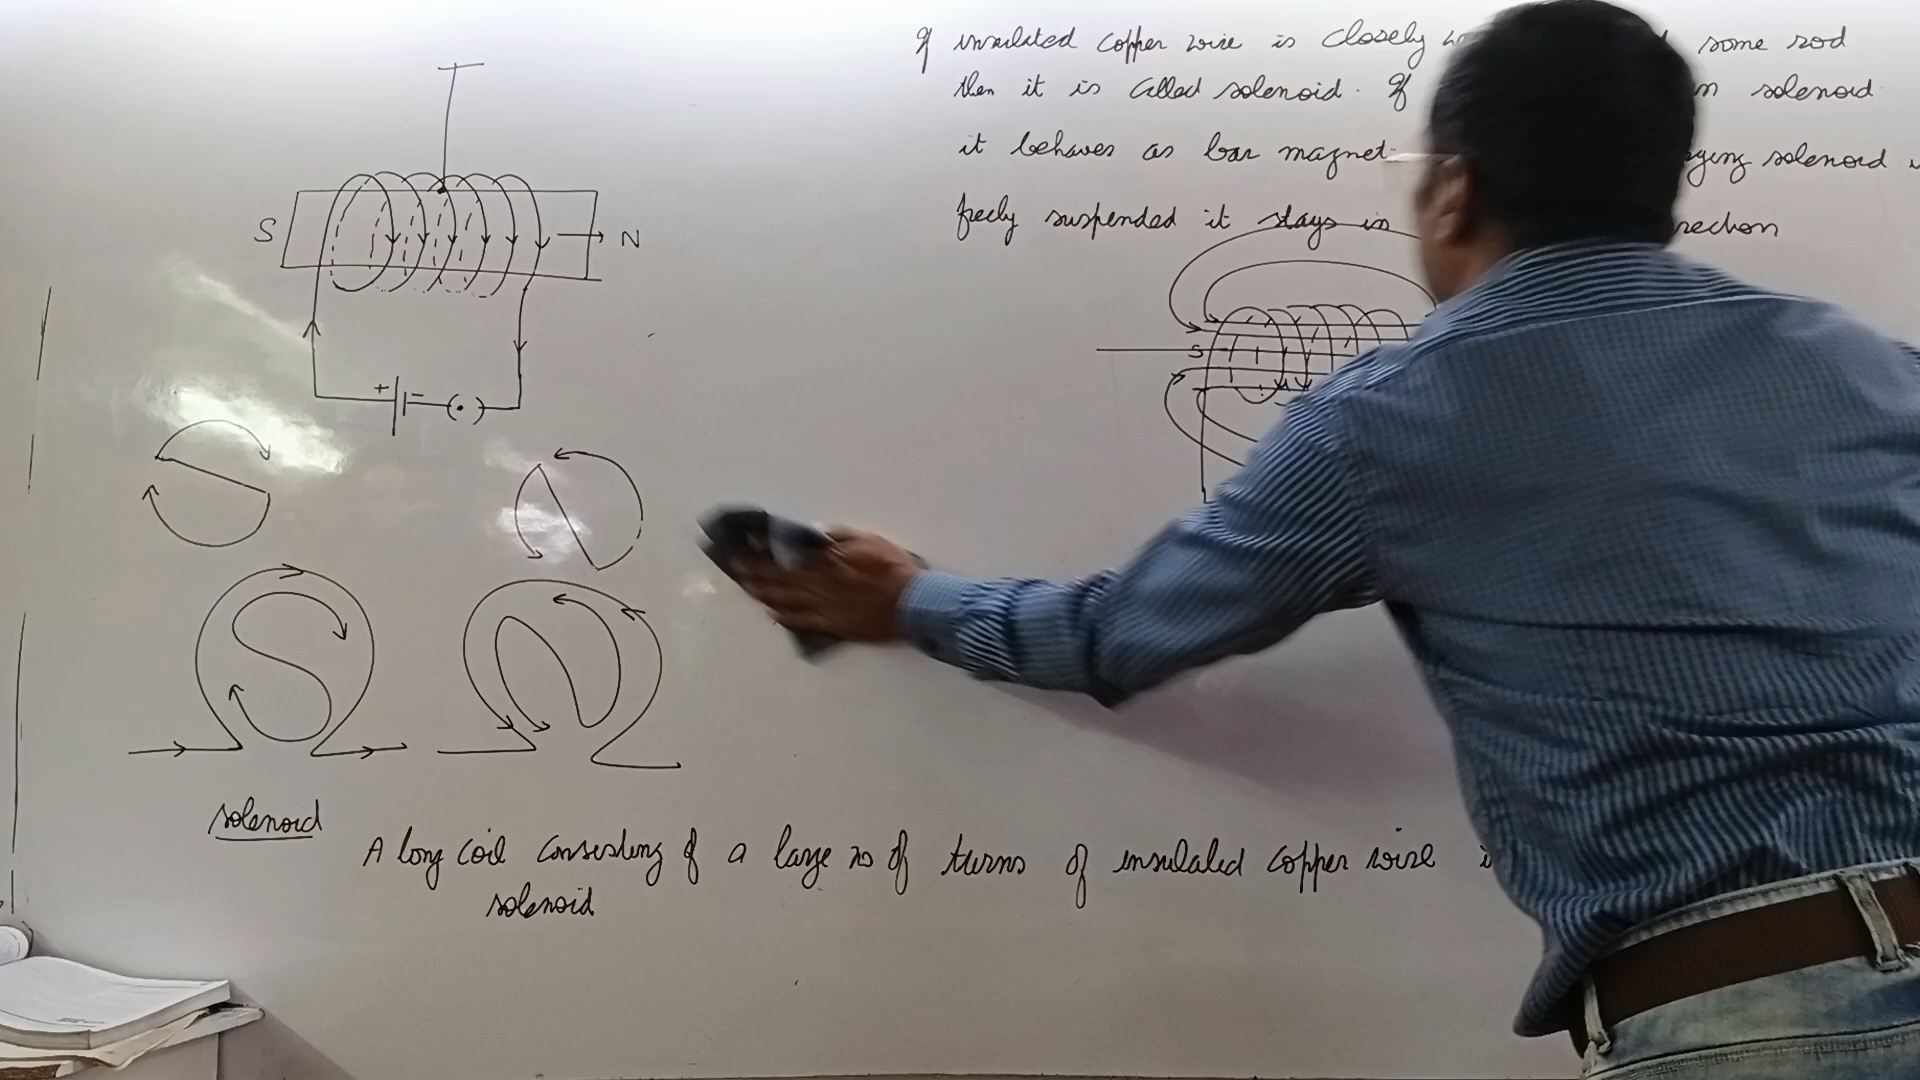 If insulated copper wire is closely some rod
then it is called solenoid. If in solenoid
it behaves as bar magnet. solenoid
freely suspended it stays in
S N
+ -
S
solenoid
A long coil consisting of a large no of turns of insulated copper wire
solenoid